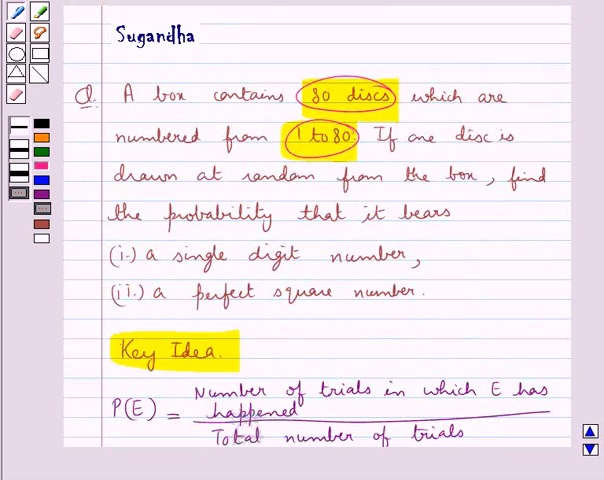 Sugandha
Q. A box contains 80 discs which are
numbered from 1 to 80. If one disc is
drawn at random from the box, find
the probability that it bears
(i.) a single digit number,
(ii.) a perfect square number.
Key Idea.
P(E) = Number of trials in which E has
happened
Total number of trials